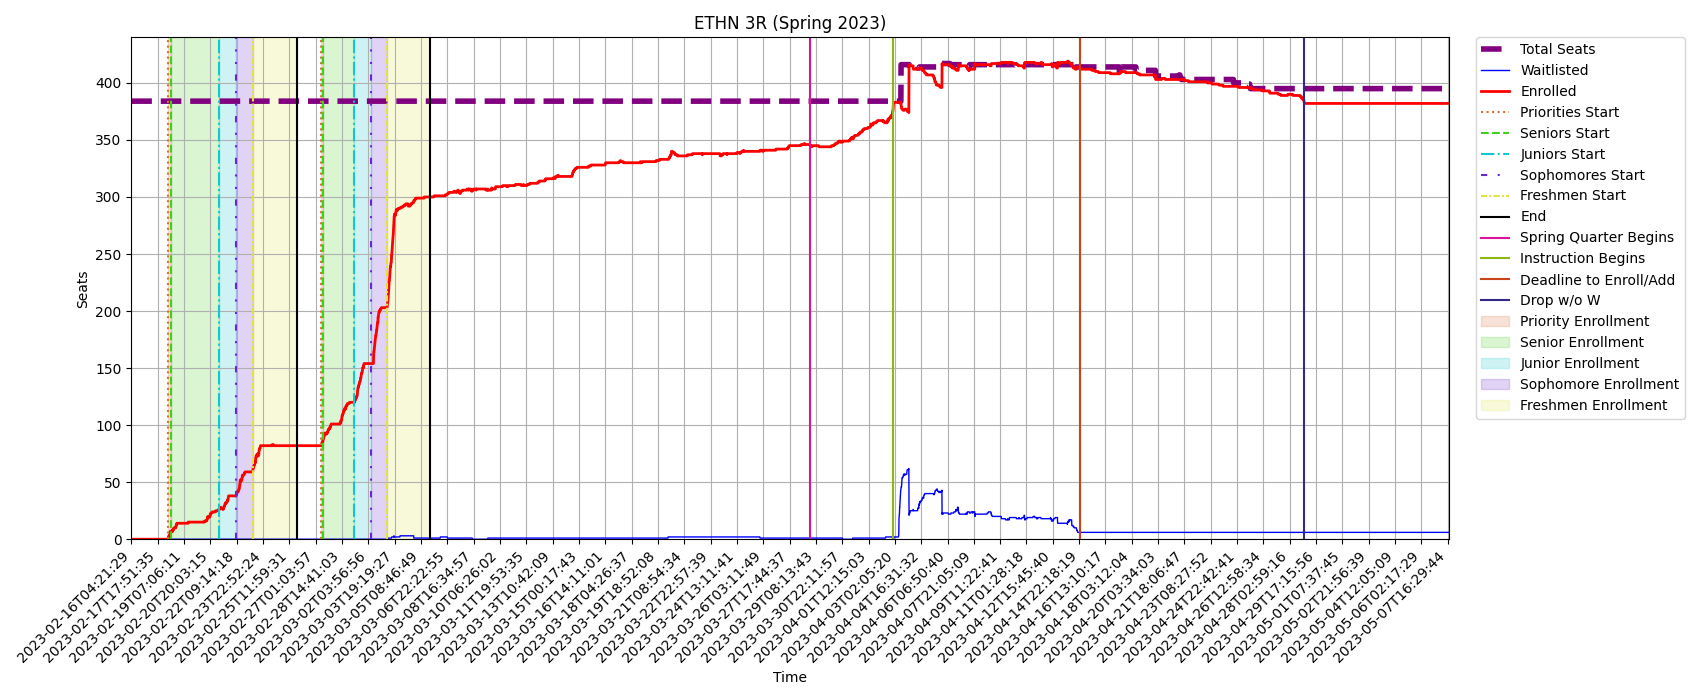 ETHN 3R (Spring 2023)
Seats
400
350
300
250
200
150
100
50
0
2023-02-16T04:21:29
2023-02-17T17:51:35
2023-02-19T07:06:11
2023-02-20T20:03:15
2023-02-22T09:14:18
2023-02-23T22:52:24
2023-02-25T11:59:31
2023-02-27T01:03:57
2023-02-28T14:41:03
2023-03-02T03:56:56
2023-03-03T19:19:27
2023-03-05T08:46:49
2023-03-06T22:22:55
2023-03-08T16:34:57
2023-03-10T06:26:02
2023-03-11T19:53:35
2023-03-13T10:42:09
2023-03-15T00:17:43
2023-03-16T14:11:01
2023-03-18T04:26:37
2023-03-19T18:52:08
2023-03-21T08:54:34
2023-03-22T22:57:39
2023-03-24T13:11:41
2023-03-26T03:11:49
2023-03-27T17:44:37
2023-03-29T08:13:43
2023-03-30T22:11:57
2023-04-01T12:15:03
2023-04-03T02:05:20
2023-04-04T16:31:32
2023-04-06T06:50:40
2023-04-07T21:05:09
2023-04-09T11:22:41
2023-04-11T01:28:18
2023-04-12T15:45:40
2023-04-14T22:18:19
2023-04-16T13:10:17
2023-04-18T03:12:04
2023-04-20T03:34:03
2023-04-21T18:06:47
2023-04-23T08:27:52
2023-04-24T22:42:41
2023-04-26T12:58:34
2023-04-28T02:59:16
2023-04-29T17:15:56
2023-05-01T07:37:45
2023-05-02T21:56:39
2023-05-04T12:05:09
2023-05-06T02:17:29
2023-05-07T16:29:44
Time
Total Seats
Waitlisted
Enrolled
Priorities Start
Seniors Start
Juniors Start
Sophomores Start
Freshmen Start
End
Spring Quarter Begins
Instruction Begins
Deadline to Enroll/Add
Drop w/o W
Priority Enrollment
Senior Enrollment
Junior Enrollment
Sophomore Enrollment
Freshmen Enrollment